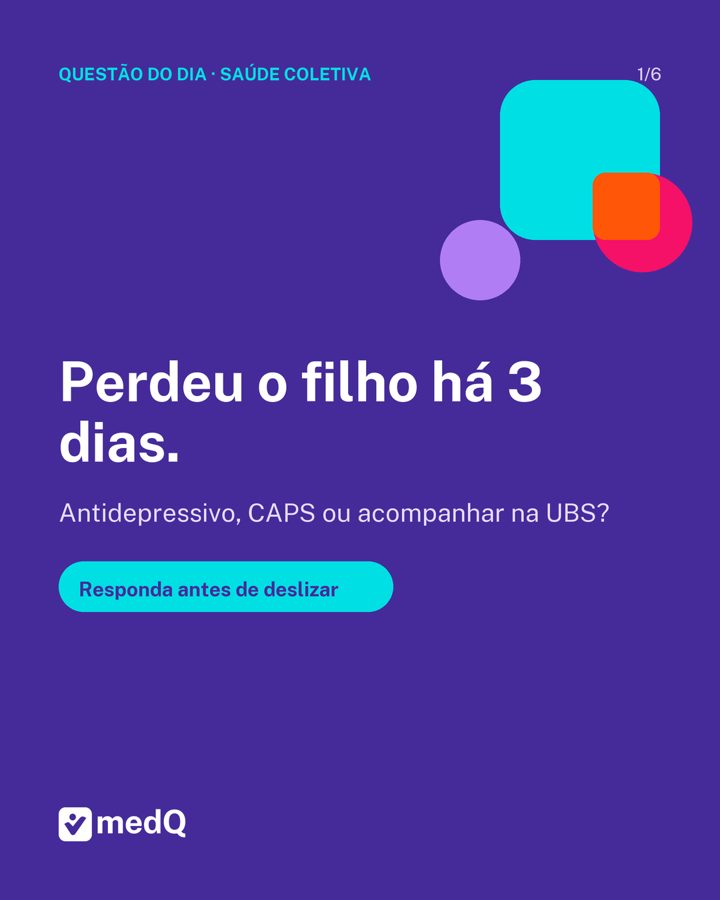 QUESTÃO DO DIA · SAÚDE COLETIVA
1/6
Perdeu o filho há 3
dias.
Antidepressivo, CAPS ou acompanhar na UBS?
Responda antes de deslizar
medQ